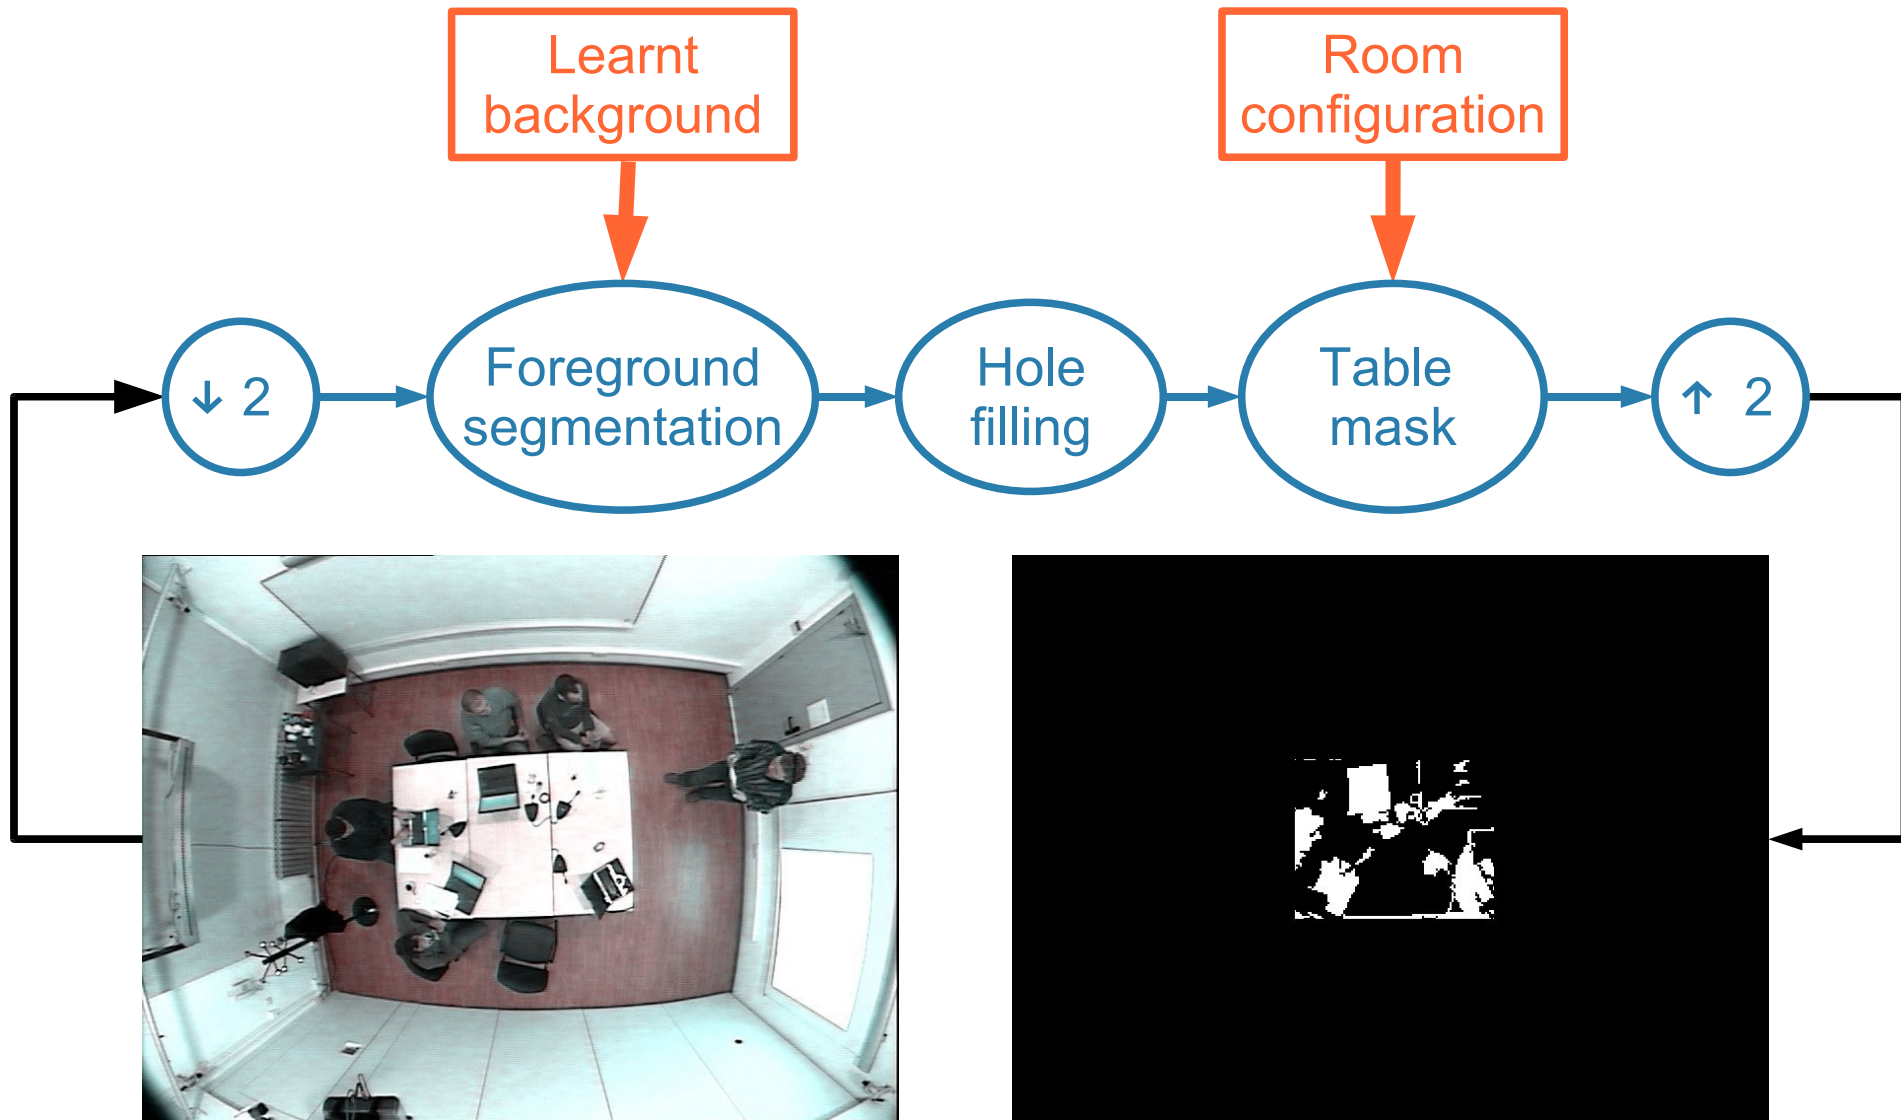 Learnt
background
Room
configuration
↓ 2
Foreground
segmentation
Hole
filling
Table
mask
↑ 2